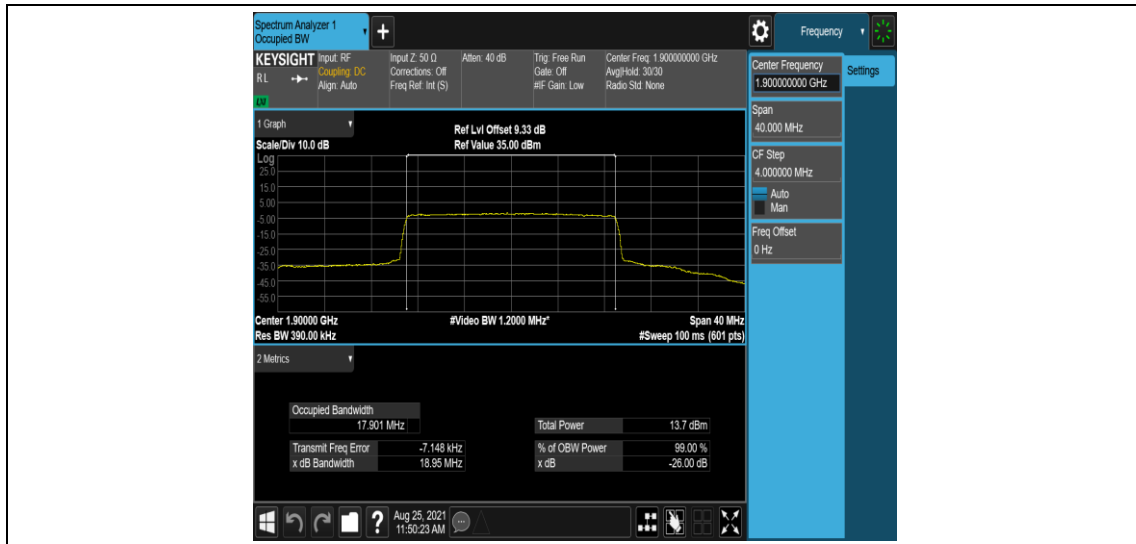 Spectrum Analyzer 1
Occupied BW
+
Frequency
KEYSIGHT
RL
LXI
Input: RF
Coupling: DC
Align: Auto
Input Z: 50 Ω
Corrections: Off
Freq Ref: Int (S)
Atten: 40 dB
Trig: Free Run
Gate: Off
#IF Gain: Low
Center Freq: 1.900000000 GHz
Avg|Hold: 30/30
Radio Std: None
1 Graph
Scale/Div 10.0 dB
Ref Lvl Offset 9.33 dB
Ref Value 35.00 dBm
Log
25.0
15.0
5.00
-5.00
-15.0
-25.0
-35.0
-45.0
-55.0
Center 1.90000 GHz
Res BW 390.00 kHz
#Video BW 1.2000 MHz*
Span 40 MHz
#Sweep 100 ms (601 pts)
2 Metrics
Occupied Bandwidth
17.901 MHz
Transmit Freq Error -7.148 kHz
x dB Bandwidth 18.95 MHz
Total Power 13.7 dBm
% of OBW Power 99.00 %
x dB -26.00 dB
?
Aug 25, 2021
11:50:23 AM
Center Frequency
1.900000000 GHz
Settings
Span
40.000 MHz
CF Step
4.000000 MHz
Auto
Man
Freq Offset
0 Hz